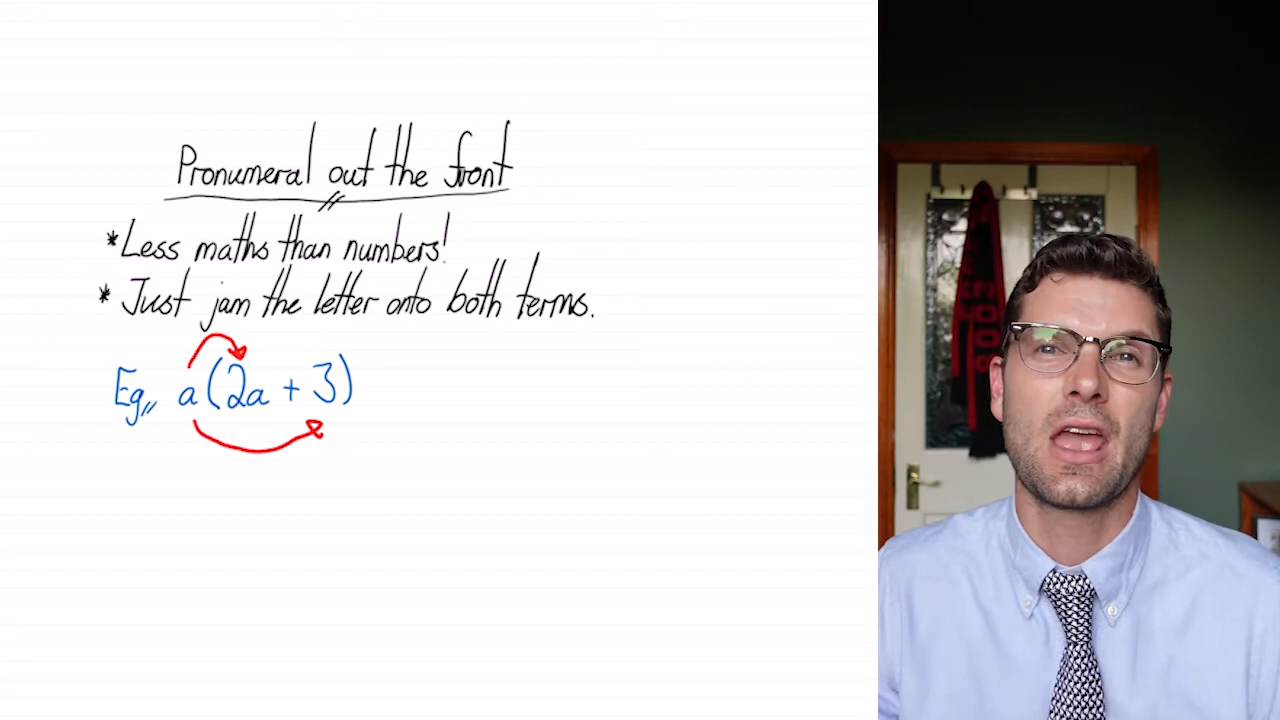 Pronumeral out the front
*Less maths than numbers!
* Just jam the letter onto both terms.
Eg,, a(2a + 3)